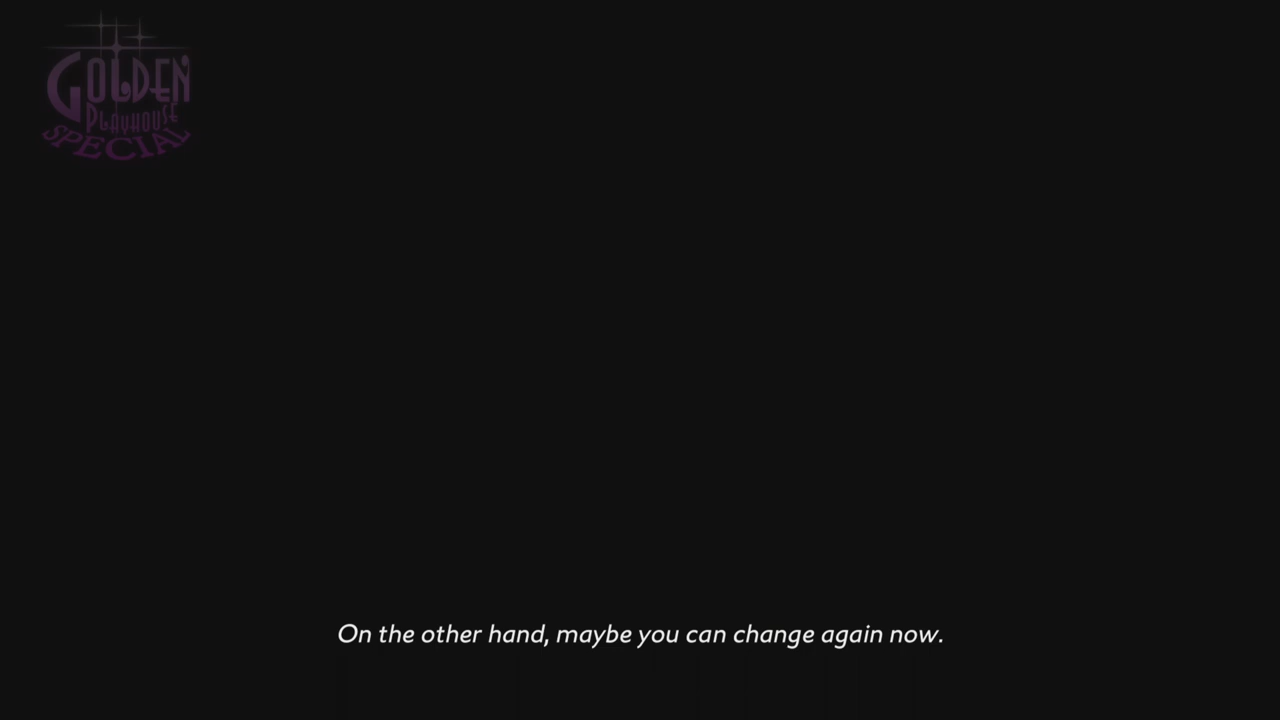 GOLDEN
PLAYHOUSE
SPECIAL
On the other hand, maybe you can change again now.